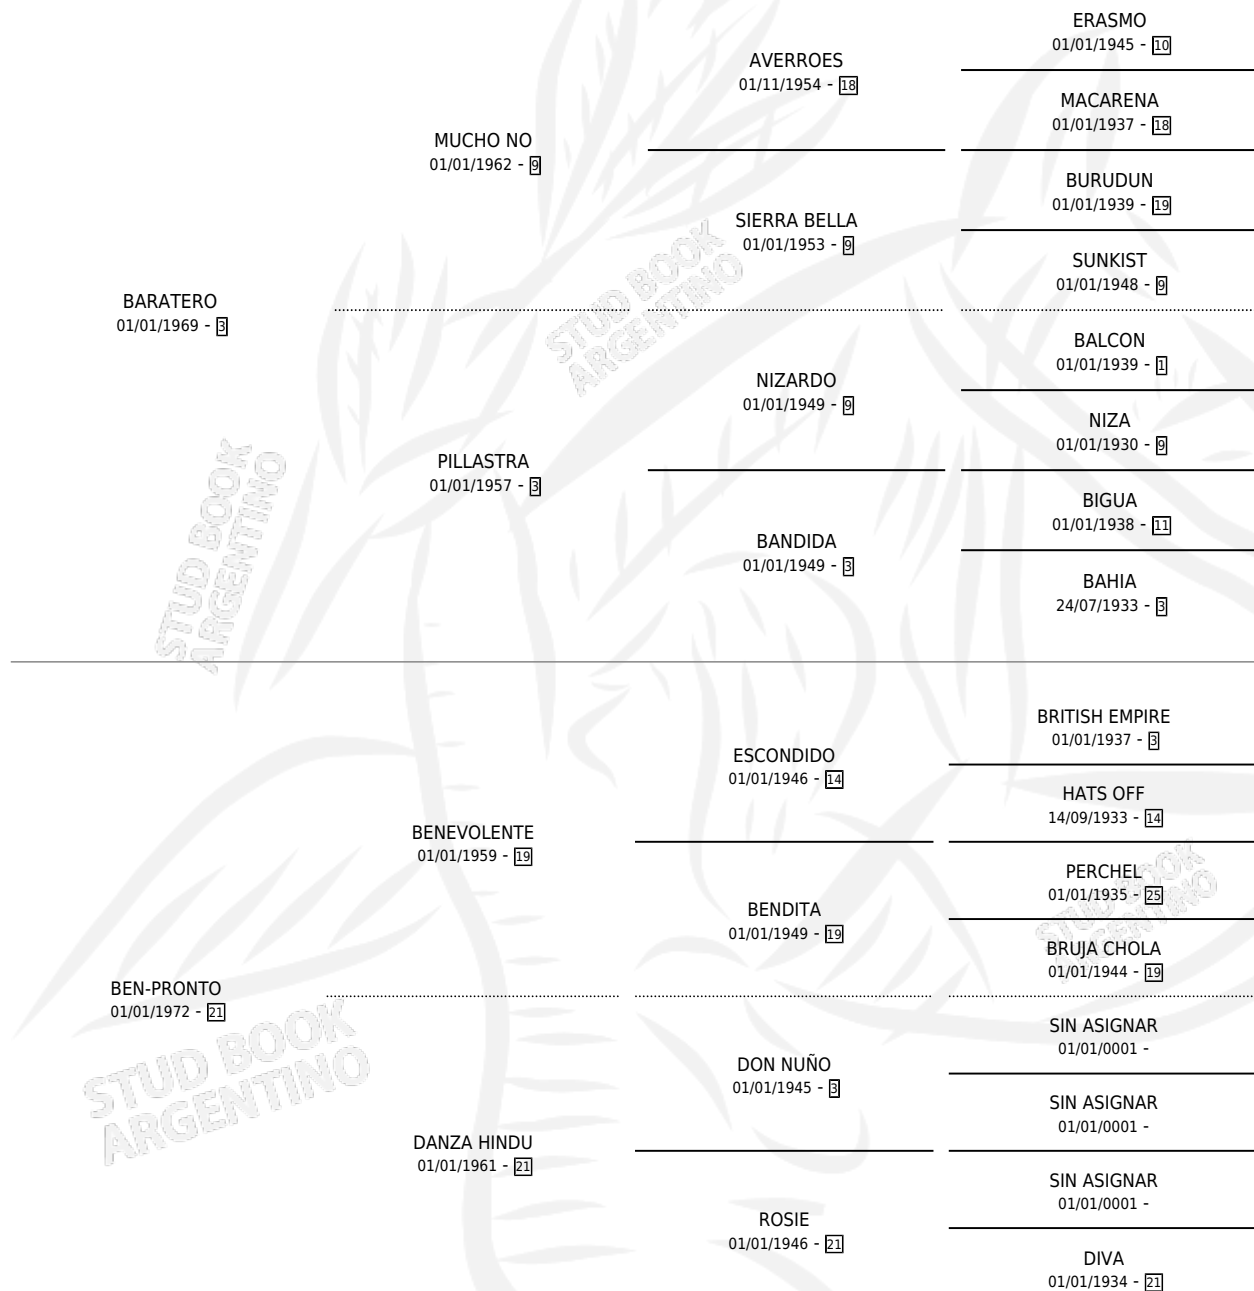 ERASMO
01/01/1945 - 10
AVERROES
01/11/1954 - 18
MACARENA
01/01/1937 - 18
MUCHO NO
01/01/1962 - 9
BURUDUN
01/01/1939 - 19
SIERRA BELLA
01/01/1953 - 9
SUNKIST
01/01/1948 - 9
BARATERO
01/01/1969 - 3
BALCON
01/01/1939 - 1
NIZARDO
01/01/1949 - 9
NIZA
01/01/1930 - 9
PILLASTRA
01/01/1957 - 3
BIGUA
01/01/1938 - 11
BANDIDA
01/01/1949 - 3
BAHIA
24/07/1933 - 3
BRITISH EMPIRE
01/01/1937 - 3
ESCONDIDO
01/01/1946 - 14
HATS OFF
14/09/1933 - 14
BENEVOLENTE
01/01/1959 - 19
PERCHEL
01/01/1935 - 25
BENDITA
01/01/1949 - 19
BRUJA CHOLA
01/01/1944 - 19
BEN-PRONTO
01/01/1972 - 21
SIN ASIGNAR
01/01/0001 -
DON NUÑO
01/01/1945 - 3
SIN ASIGNAR
01/01/0001 -
DANZA HINDU
01/01/1961 - 21
SIN ASIGNAR
01/01/0001 -
ROSIE
01/01/1946 - 21
DIVA
01/01/1934 - 21
STUD BOOK
ARGENTINO
STUD BOOK
ARGENTINO
STUD BOOK
ARGENTINO
STUD BOOK
ARGENTINO